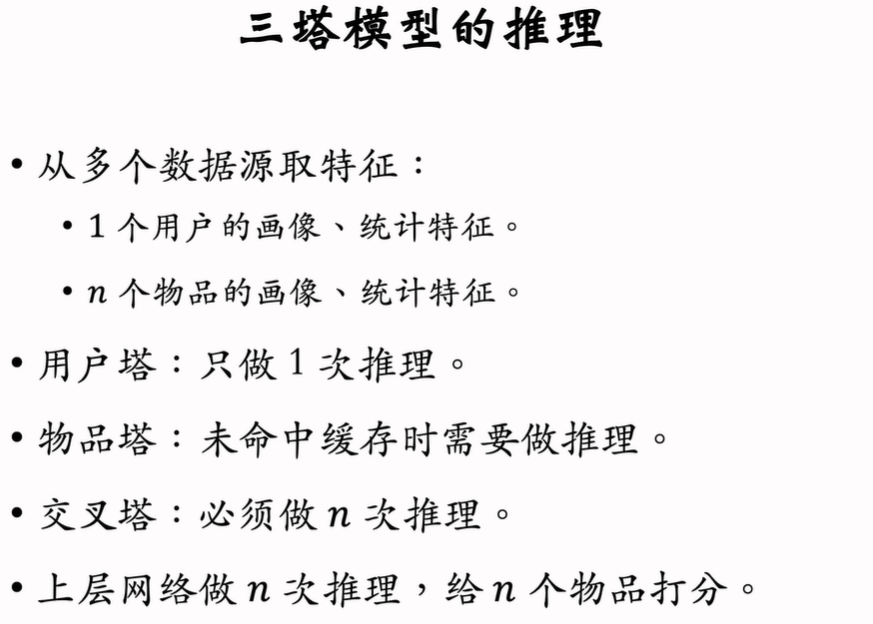 三塔模型的推理
• 从多个数据源取特征：
• 1 个用户的画像、统计特征。
• n 个物品的画像、统计特征。
• 用户塔：只做 1 次推理。
• 物品塔：未命中缓存时需要做推理。
• 交叉塔：必须做 n 次推理。
• 上层网络做 n 次推理，给 n 个物品打分。